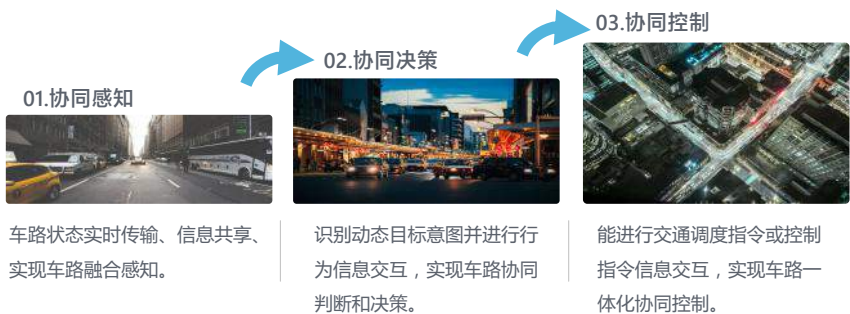 01.协同感知
车路状态实时传输、信息共享、
实现车路融合感知。
02.协同决策
识别动态目标意图并进行行
为信息交互，实现车路协同
判断和决策。
03.协同控制
能进行交通调度指令或控制
指令信息交互，实现车路一
体化协同控制。